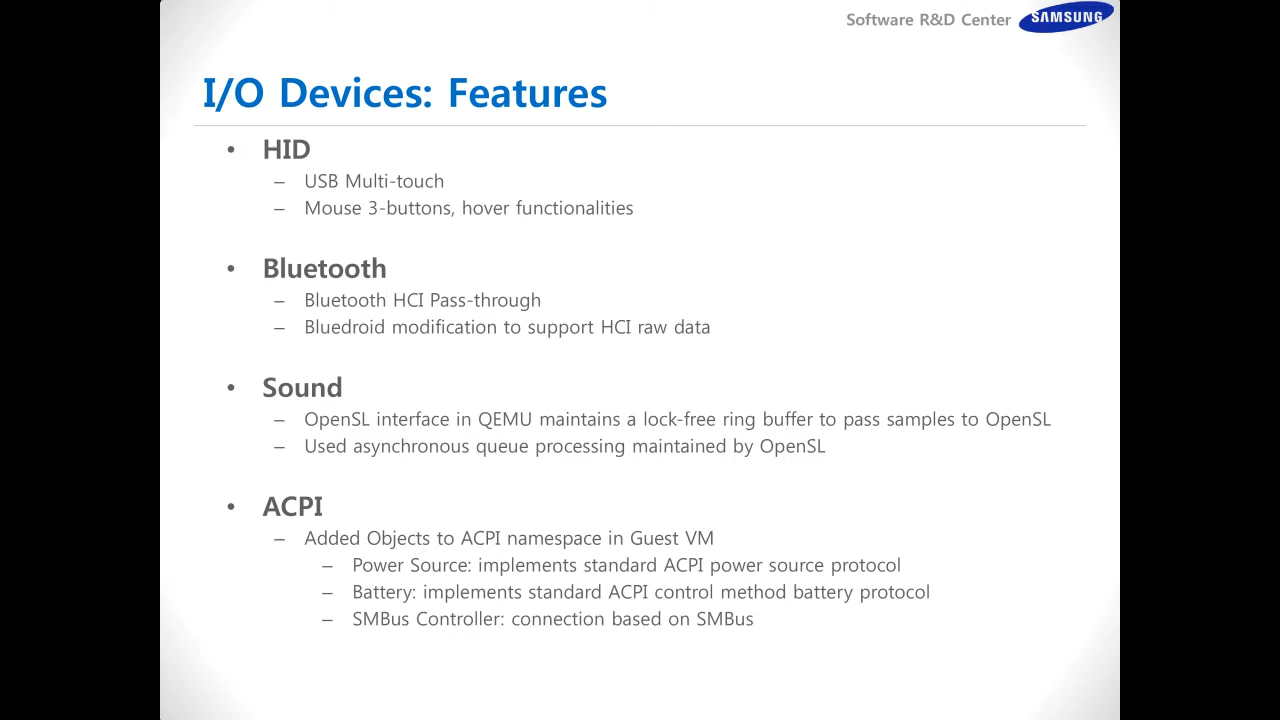 Software R&D Center SAMSUNG
I/O Devices: Features
• HID
– USB Multi-touch
– Mouse 3-buttons, hover functionalities
• Bluetooth
– Bluetooth HCI Pass-through
– Bluedroid modification to support HCI raw data
• Sound
– OpenSL interface in QEMU maintains a lock-free ring buffer to pass samples to OpenSL
– Used asynchronous queue processing maintained by OpenSL
• ACPI
– Added Objects to ACPI namespace in Guest VM
– Power Source: implements standard ACPI power source protocol
– Battery: implements standard ACPI control method battery protocol
– SMBus Controller: connection based on SMBus